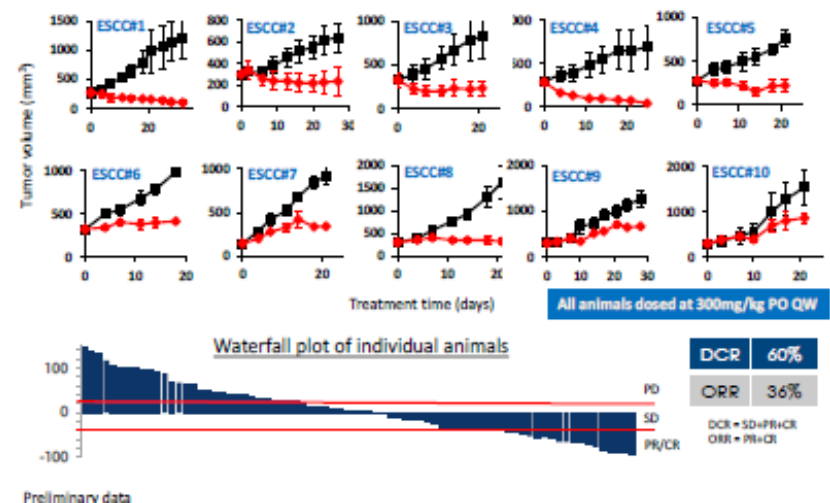 ESCC#1 ESCC#2 ESCC#3 ESCC#4 ESCC#5
1500 800 1000 1000
1000 600 500
500 400 500 500
200
0 0 0 0 0
0 20 0 10 20 30 0 20 0 10 20 0 10 20
Tumor volume (mm³)
ESCC#6 ESCC#7 ESCC#8 ESCC#9 ESCC#10
1000 1000 2000 2000 2000
1500
500 500 1000 1000 1000
500
0 0 0 0 0
0 5 10 15 20 0 10 20 0 5 10 15 20 0 10 20 30 0 10 20
Treatment time (days)
All animals dosed at 300mg/kg PO QW
Waterfall plot of individual animals
100
0
-100
PD
SD
PR/CR
DCR 60%
ORR 36%
DCR = SD+PR+CR
ORR = PR+CR
Preliminary data